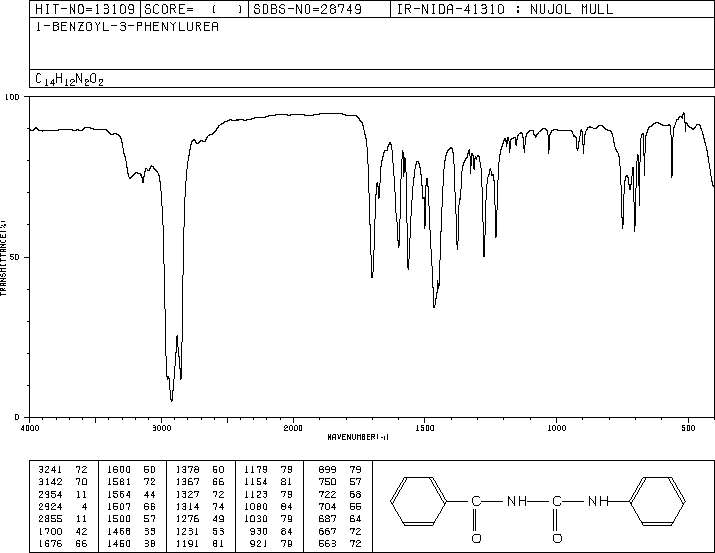 HIT-NO=13109 SCORE= ( ) SDBS-NO=28749 IR-NIDA-41310 : NUJOL MULL
1-BENZOYL-3-PHENYLUREA
C14H12N2O2
100
50
0
TRANSMITTANCE(%)
4000 3000 2000 1500 1000 500
WAVENUMBER(-1)
3241 72 1600 50 1378 50 1179 79 899 79
3142 70 1581 72 1367 66 1154 81 750 57
2954 11 1564 44 1327 72 1123 79 722 68
2924 4 1507 66 1314 74 1080 84 704 55
2855 11 1500 57 1276 49 1030 79 687 64
1700 42 1468 33 1231 53 930 84 667 72
1676 66 1460 38 1191 81 921 79 563 72
C NH C NH
O O